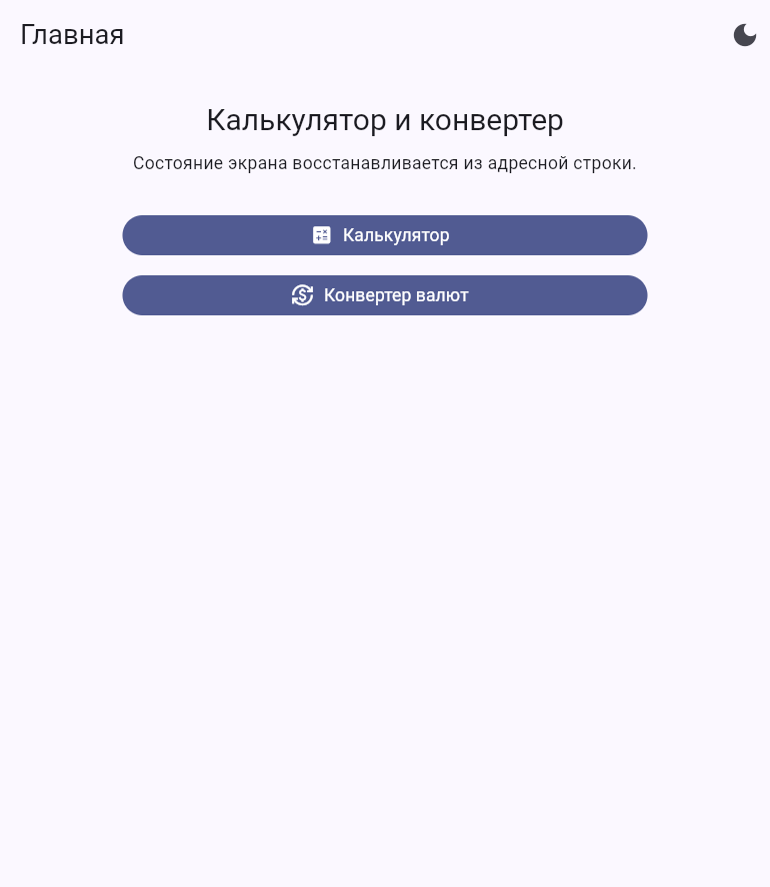 Главная
Калькулятор и конвертер
Состояние экрана восстанавливается из адресной строки.
Калькулятор
Конвертер валют